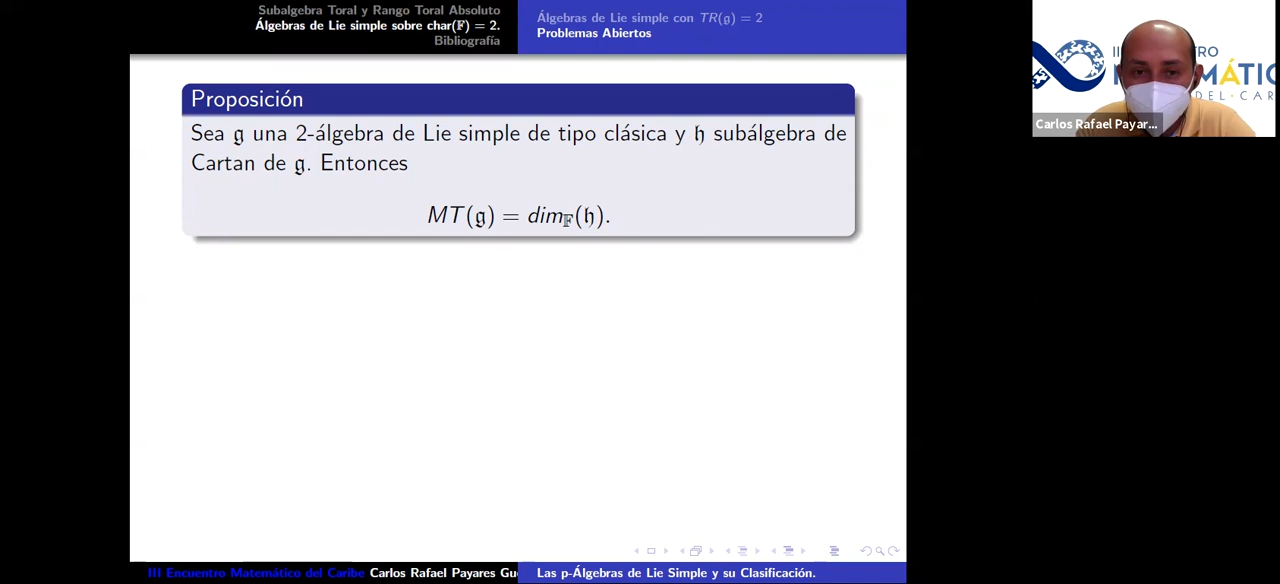 Subalgebra Toral y Rango Toral Absoluto
Álgebras de Lie simple sobre char(𝔽) = 2.
Bibliografía
Álgebras de Lie simple con TR(𝔤) = 2
Problemas Abiertos
Proposición
Sea 𝔤 una 2-álgebra de Lie simple de tipo clásica y 𝔥 subálgebra de
Cartan de 𝔤. Entonces
MT(𝔤) = dim_𝔽(𝔥).
III Encuentro Matemático del Caribe Carlos Rafael Payares Gu
Las p-Álgebras de Lie Simple y su Clasificación.
Carlos Rafael Payar...
DEL·CAR